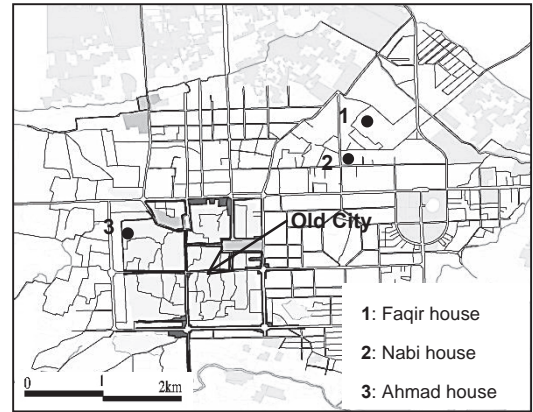 1
2
3
Old City
1: Faqir house
2: Nabi house
3: Ahmad house
0 2km